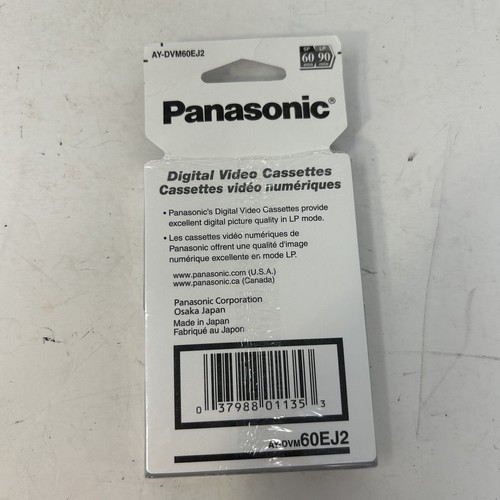 AY-DVM60EJ2
SP LP
60 90
Panasonic®
Digital Video Cassettes
Cassettes vidéo numériques
• Panasonic's Digital Video Cassettes provide
excellent digital picture quality in LP mode.
• Les cassettes vidéo numériques de
Panasonic offrent une qualité d'image
numérique excellente en mode LP.
www.panasonic.com (U.S.A.)
www.panasonic.ca (Canada)
Panasonic Corporation
Osaka Japan
Made in Japan
Fabriqué au Japon
0 37988 01135 3
AY-DVM60EJ2